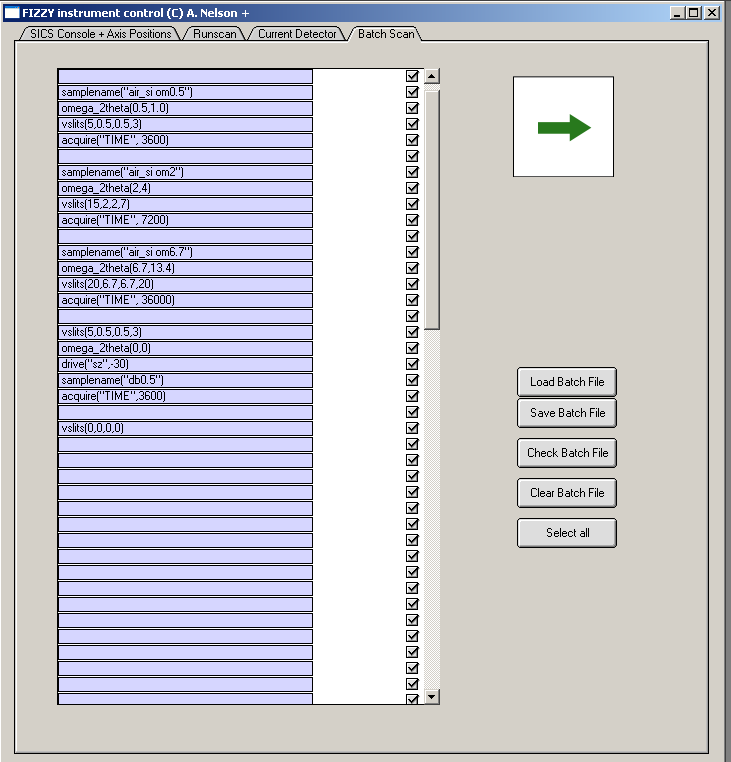 FIZZY instrument control (C) A. Nelson +
SICS Console + Axis Positions
Runscan
Current Detector
Batch Scan
samplename("air_si om0.5")
omega_2theta(0.5,1.0)
vslits(5,0.5,0.5,3)
acquire("TIME", 3600)
samplename("air_si om2")
omega_2theta(2,4)
vslits(15,2,2,7)
acquire("TIME", 7200)
samplename("air_si om6.7")
omega_2theta(6.7,13.4)
vslits(20,6.7,6.7,20)
acquire("TIME", 36000)
vslits(5,0.5,0.5,3)
omega_2theta(0,0)
drive("sz",-30)
samplename("db0.5")
acquire("TIME",3600)
vslits(0,0,0,0)
Load Batch File
Save Batch File
Check Batch File
Clear Batch File
Select all